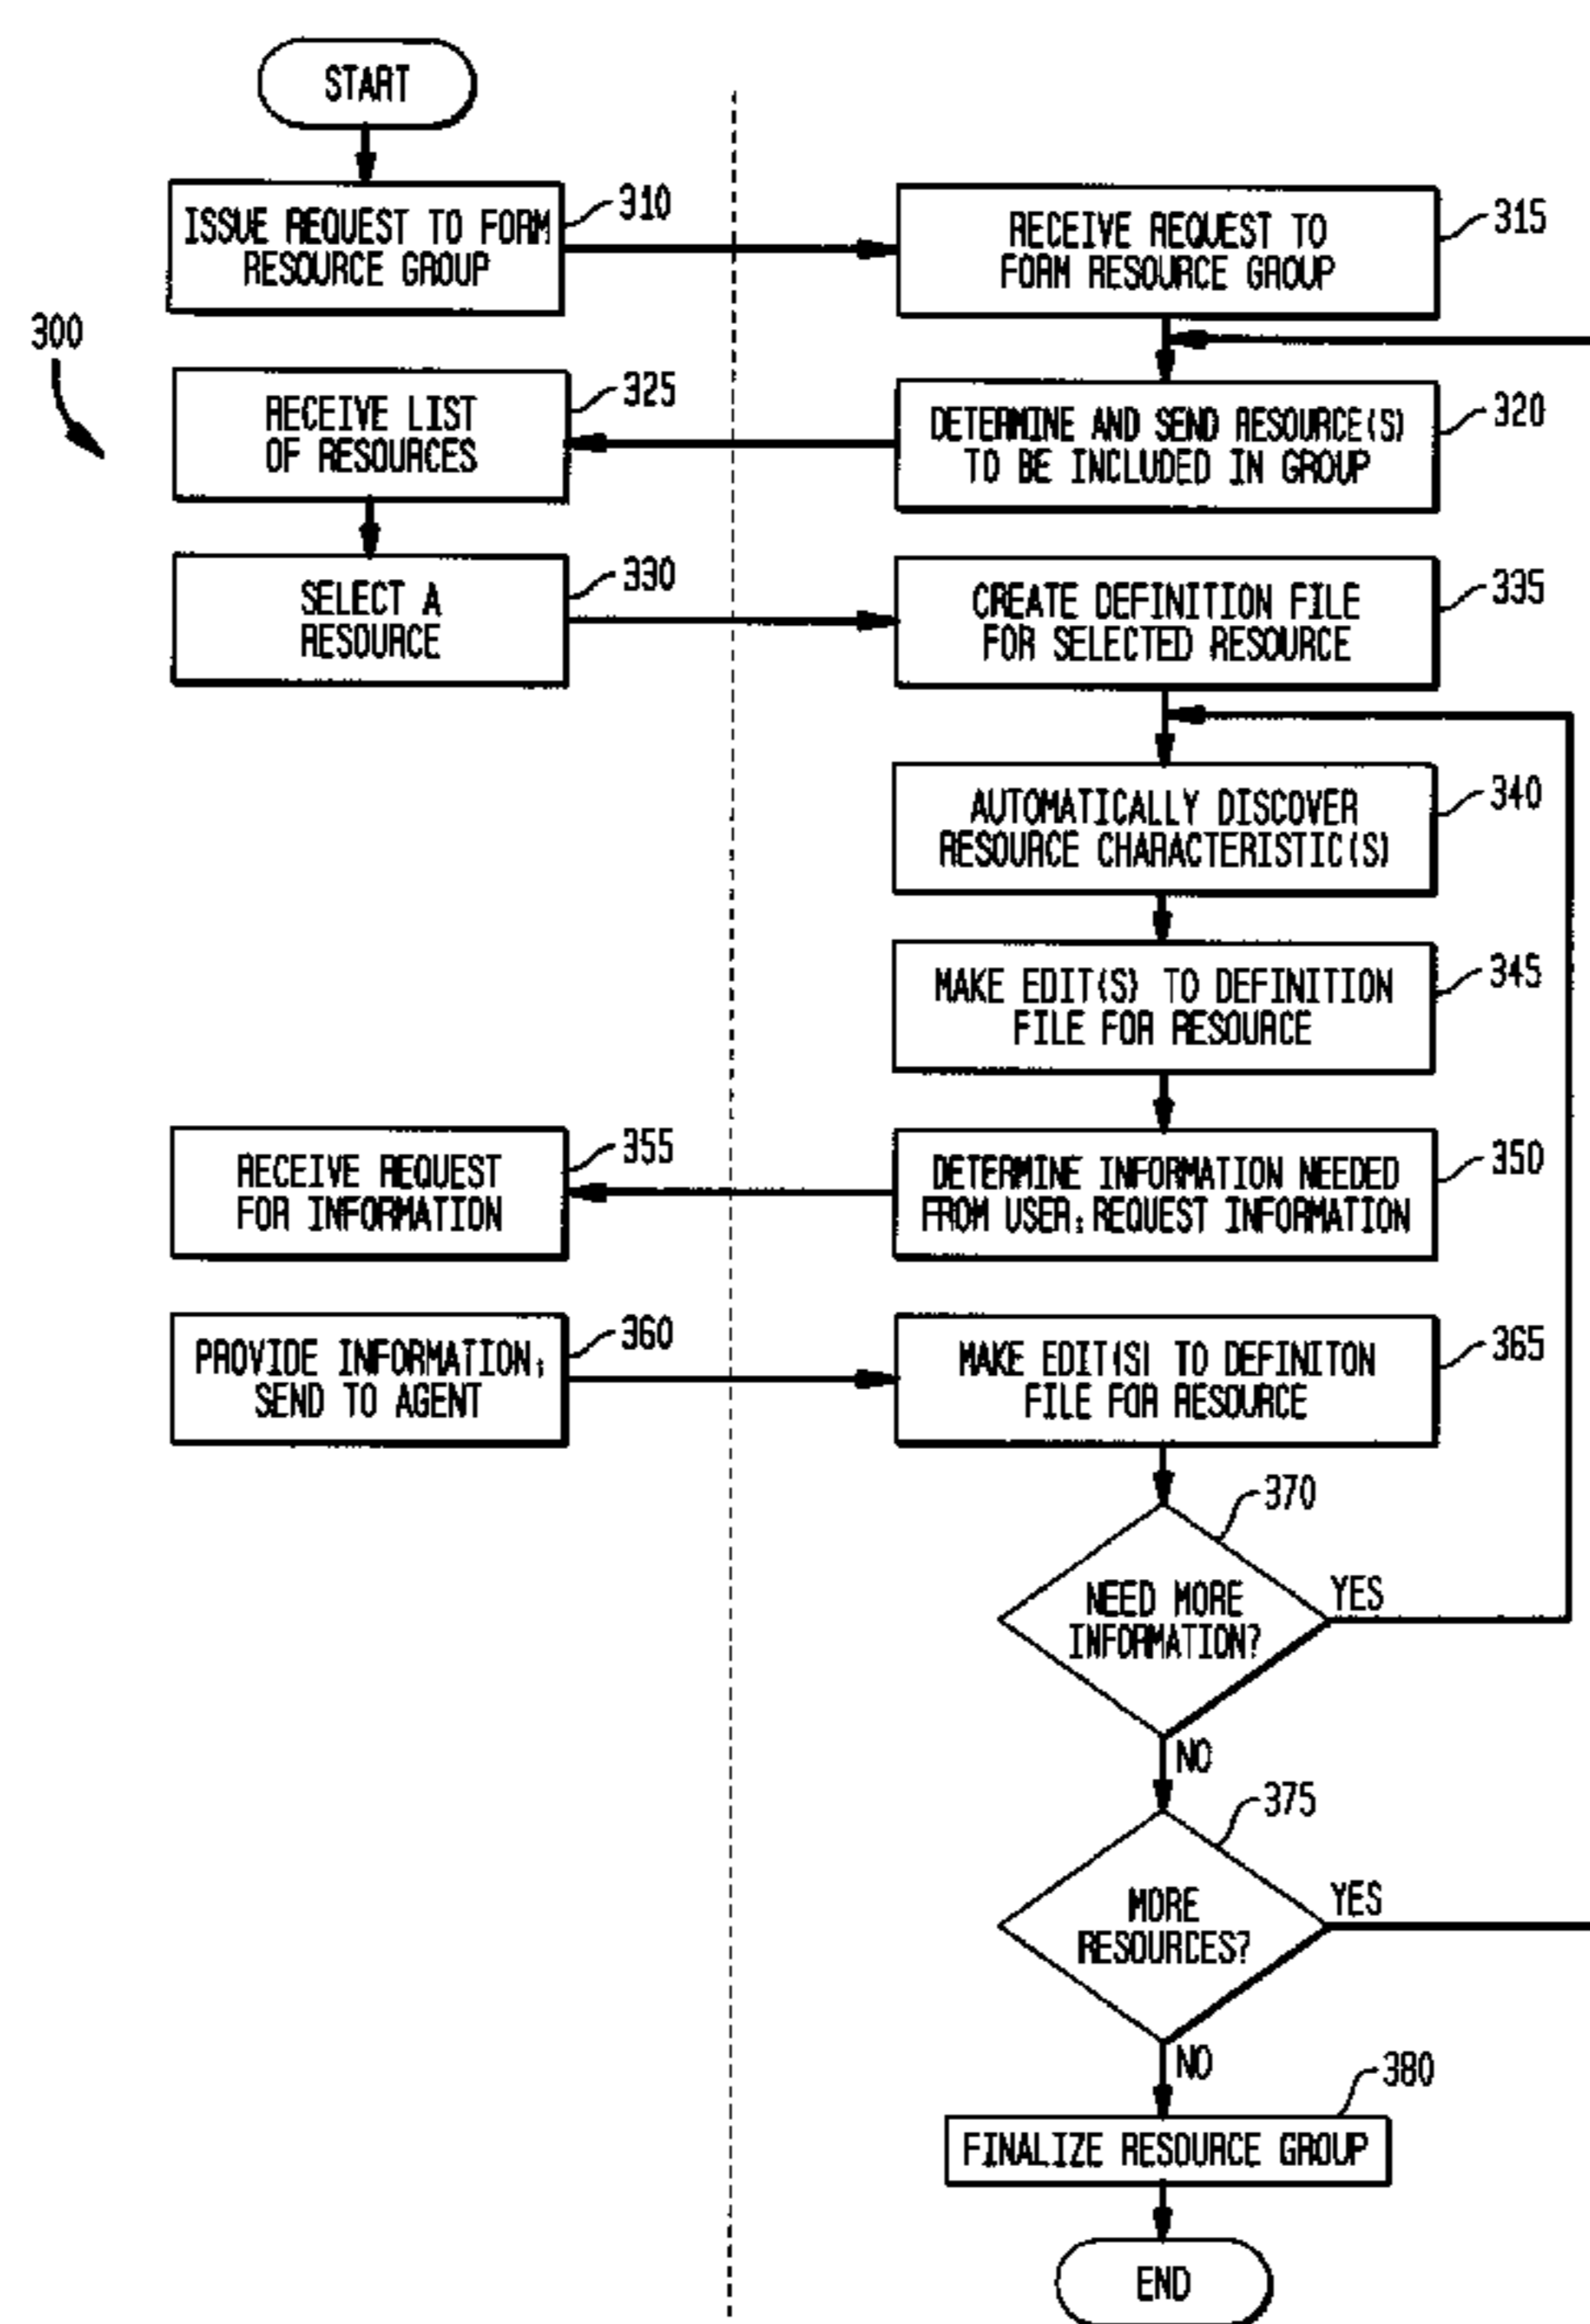 START
ISSUE REQUEST TO FORM
RESOURCE GROUP
310
RECEIVE REQUEST TO
FORM RESOURCE GROUP
315
300
RECEIVE LIST
OF RESOURCES
325
DETERMINE AND SEND RESOURCE(S)
TO BE INCLUDED IN GROUP
320
SELECT A
RESOURCE
330
CREATE DEFINITION FILE
FOR SELECTED RESOURCE
335
AUTOMATICALLY DISCOVER
RESOURCE CHARACTERISTIC(S)
340
MAKE EDIT(S) TO DEFINITION
FILE FOR RESOURCE
345
RECEIVE REQUEST
FOR INFORMATION
355
DETERMINE INFORMATION NEEDED
FROM USER; REQUEST INFORMATION
350
PROVIDE INFORMATION;
SEND TO AGENT
360
MAKE EDIT(S) TO DEFINITON
FILE FOR RESOURCE
365
370
NEED MORE
INFORMATION?
YES
NO
375
MORE
RESOURCES?
YES
NO
380
FINALIZE RESOURCE GROUP
END